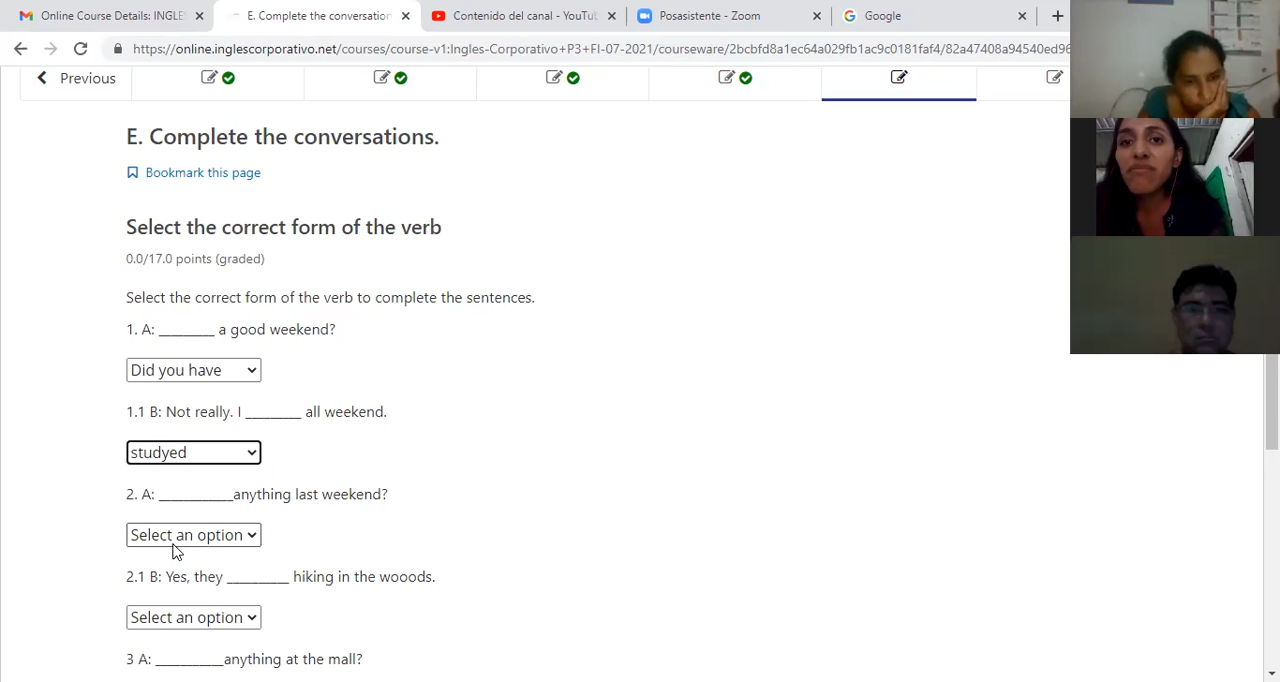 Online Course Details: INGLE
E. Complete the conversation
Contenido del canal - YouTu
Posasistente - Zoom
Google
https://online.inglescorporativo.net/courses/course-v1:Ingles-Corporativo+P3+FI-07-2021/courseware/2bcbfd8a1ec64a029fb1ac9c0181faf4/82a47408a94540ed96
Previous
E. Complete the conversations.
Bookmark this page
Select the correct form of the verb
0.0/17.0 points (graded)
Select the correct form of the verb to complete the sentences.
1. A: ________ a good weekend?
Did you have
1.1 B: Not really. I ________ all weekend.
studyed
2. A: ___________anything last weekend?
Select an option
2.1 B: Yes, they _________ hiking in the wooods.
Select an option
3 A: __________anything at the mall?